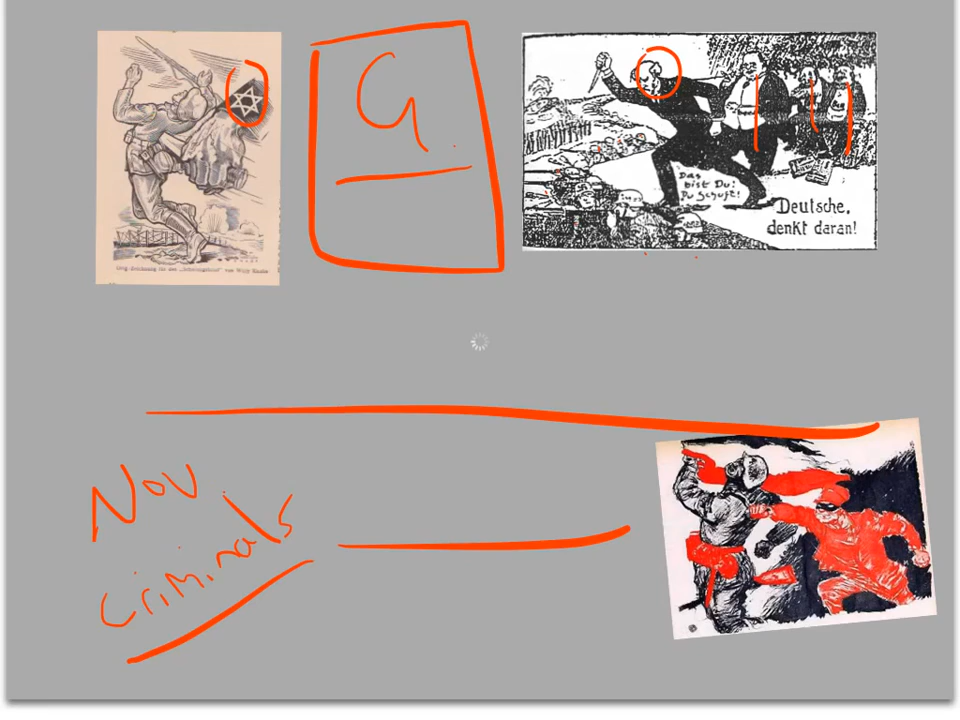 G
Das
bist Du!
Du Schuft!
Deutsche,
denkt daran!
Nov
Criminals